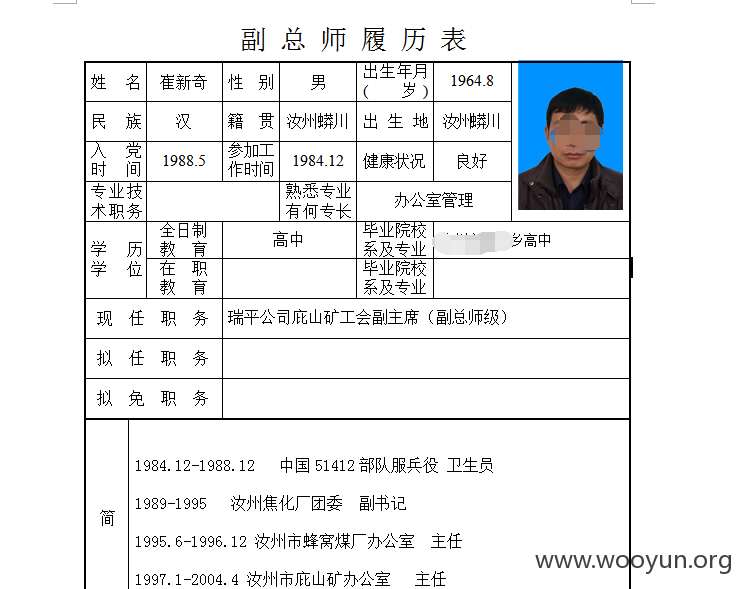 副总师履历表
姓名 崔新奇 性别 男 出生年月(　岁) 1964.8
民族 汉 籍贯 汝州蟒川 出生地 汝州蟒川
入党时间 1988.5 参加工作时间 1984.12 健康状况 良好
专业技术职务 熟悉专业有何专长 办公室管理
学历学位 全日制教育 高中 毕业院校系及专业 乡高中
在职教育 毕业院校系及专业
现任职务 瑞平公司庇山矿工会副主席（副总师级）
拟任职务
拟免职务
简
1984.12-1988.12 中国51412部队服兵役 卫生员
1989-1995 汝州焦化厂团委 副书记
1995.6-1996.12 汝州市蜂窝煤厂办公室 主任
1997.1-2004.4 汝州市庇山矿办公室 主任
www.wooyun.org